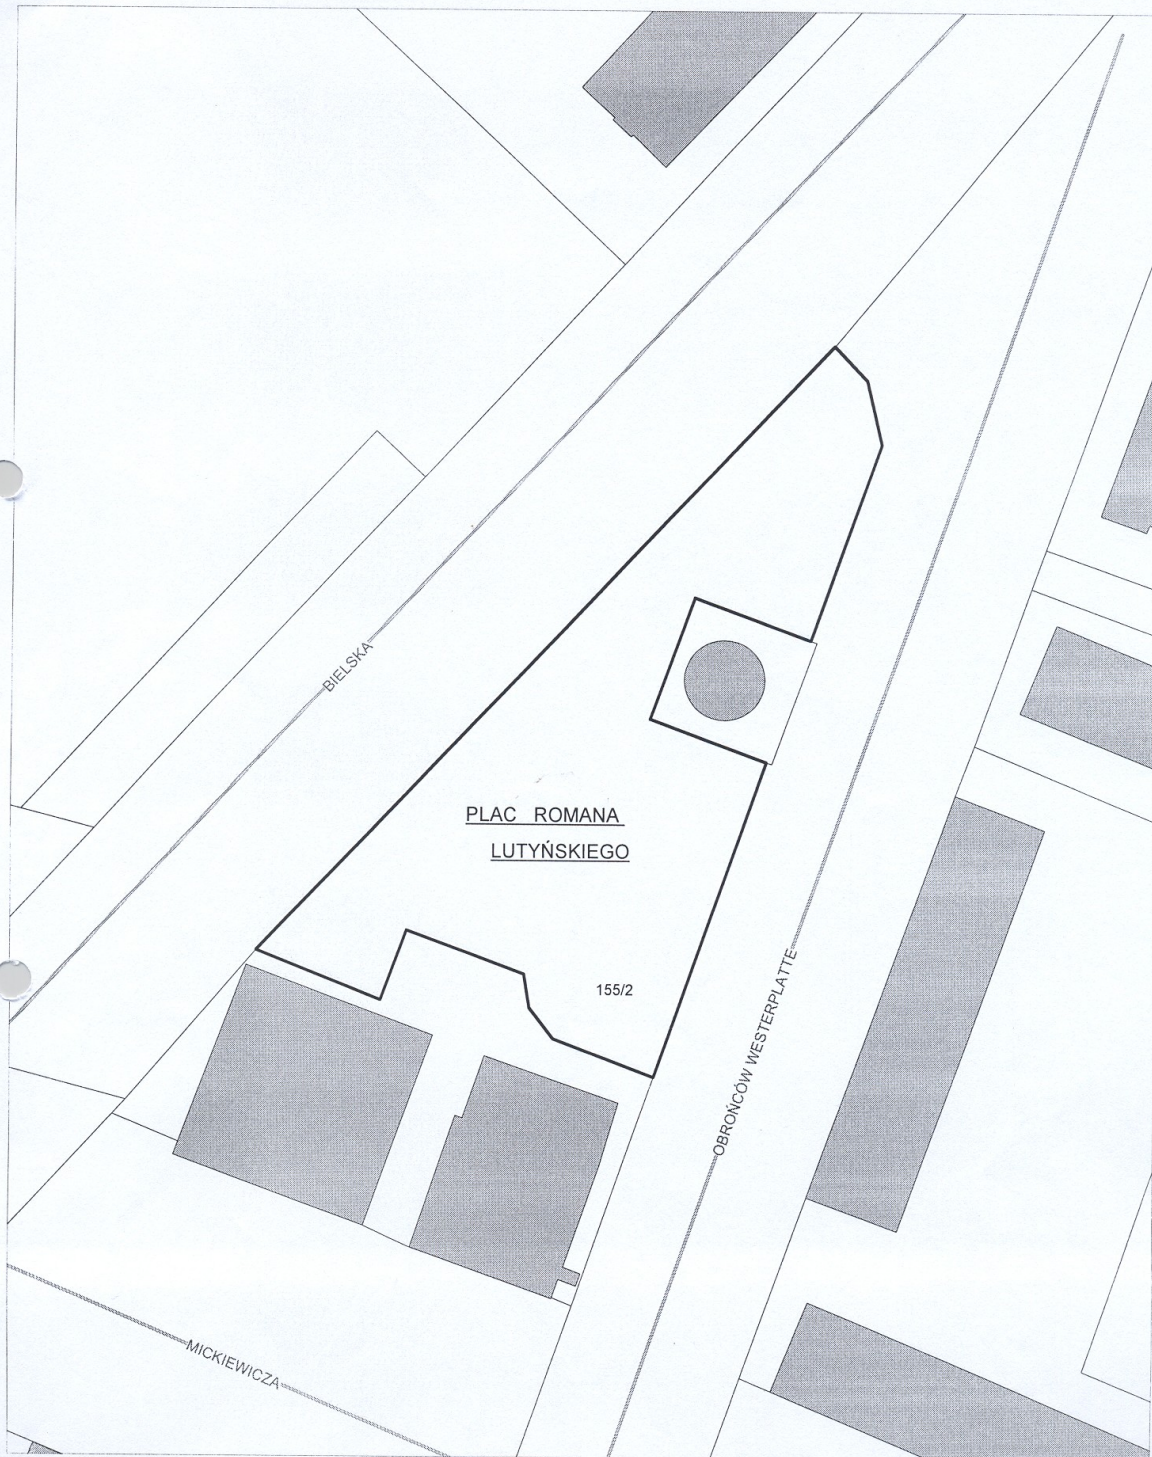 BIELSKA
PLAC ROMANA
LUTYŃSKIEGO
155/2
OBROŃCÓW WESTERPLATTE
MICKIEWICZA